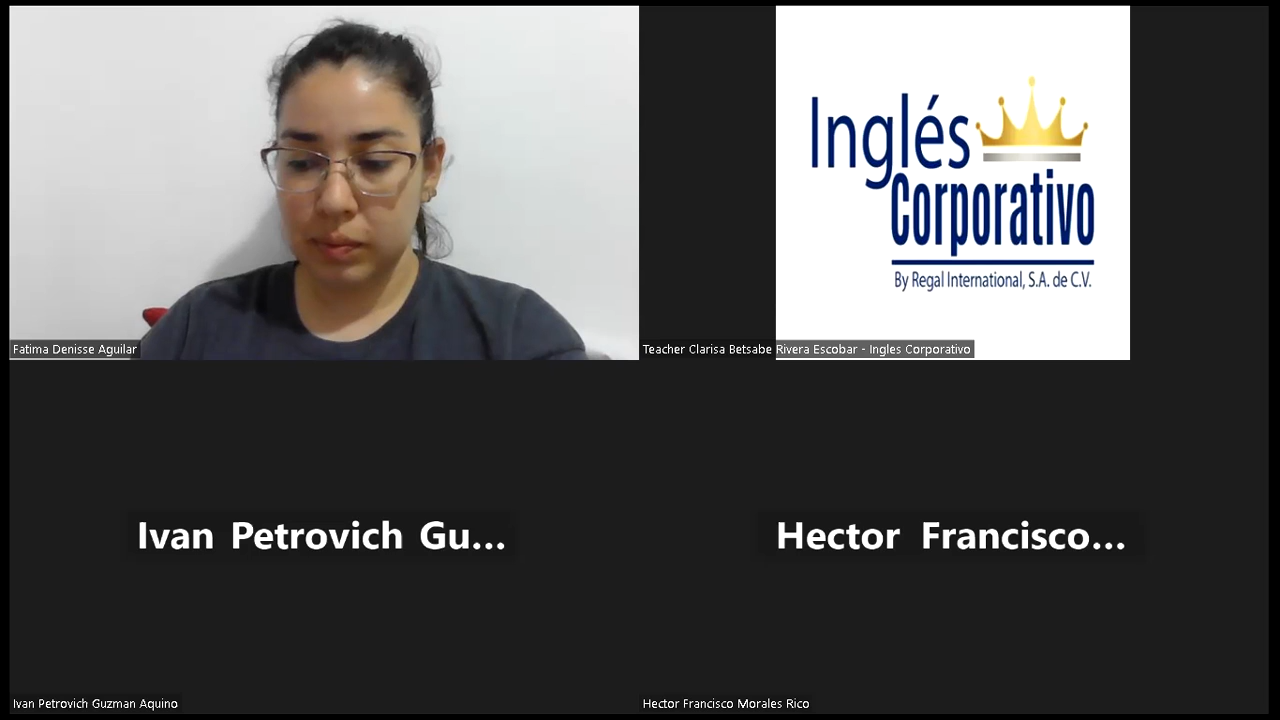 Inglés
Corporativo
By Regal International, S.A. de C.V.
Fatima Denisse Aguilar
Teacher Clarisa Betsabe Rivera Escobar - Ingles Corporativo
Ivan Petrovich Gu...
Hector Francisco...
Ivan Petrovich Guzman Aquino
Hector Francisco Morales Rico